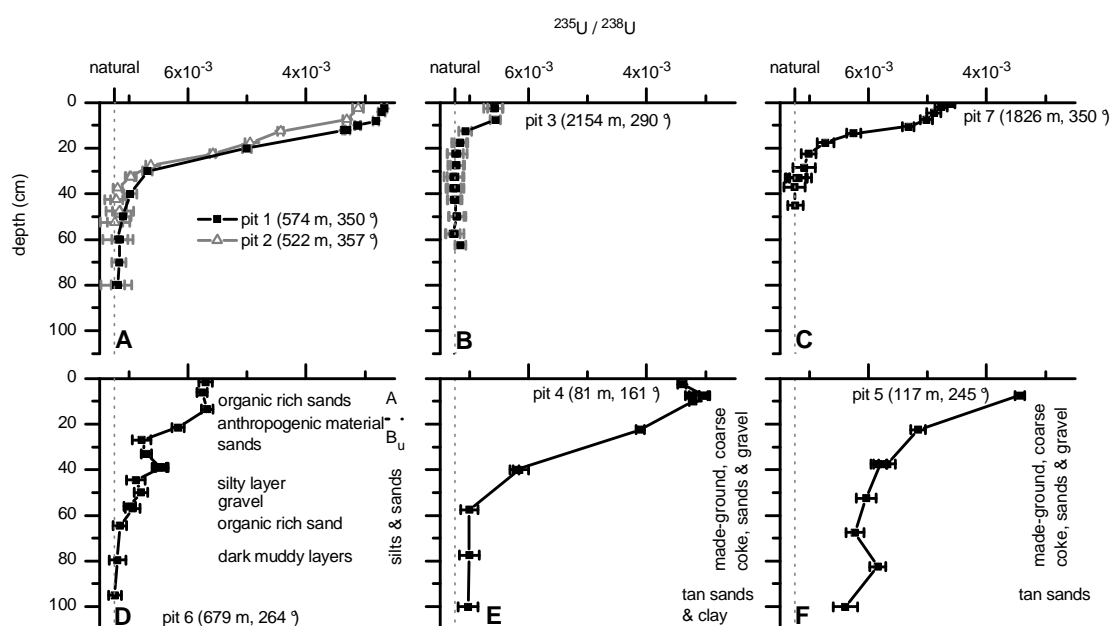 ²³⁵U / ²³⁸U
natural 6x10⁻³ 4x10⁻³ natural 6x10⁻³ 4x10⁻³ natural 6x10⁻³ 4x10⁻³
depth (cm)
0
20
40
60
80
100
pit 1 (574 m, 350 º)
pit 2 (522 m, 357 º)
A
pit 3 (2154 m, 290 º)
B
pit 7 (1826 m, 350 º)
C
0
20
40
60
80
100
organic rich sands A
anthropogenic material
sands Bᵤ
silty layer
gravel
organic rich sand
dark muddy layers
silts & sands
D
pit 6 (679 m, 264 º)
pit 4 (81 m, 161 º)
made-ground, coarse
coke, sands & gravel
tan sands
& clay
E
pit 5 (117 m, 245 º)
made-ground, coarse
coke, sands & gravel
tan sands
F